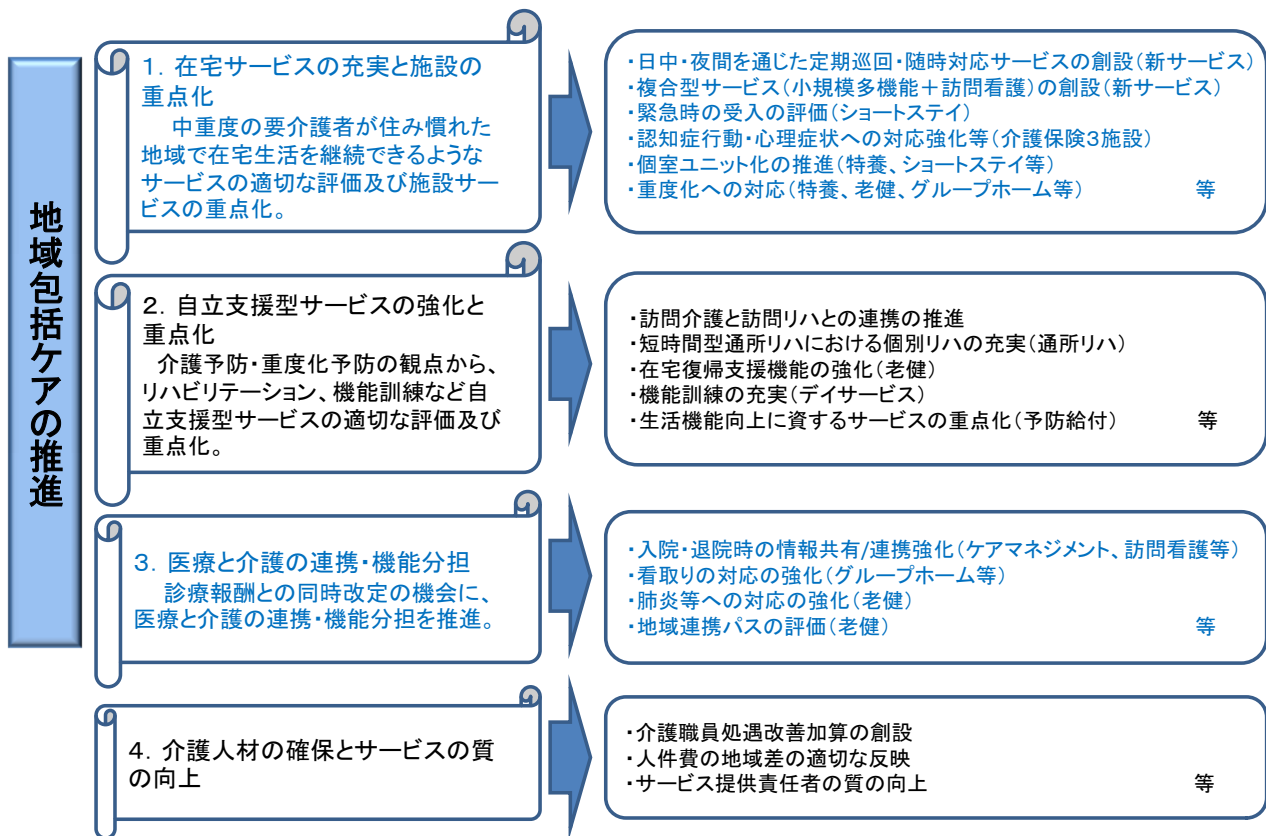 地域包括ケアの推進
1．在宅サービスの充実と施設の
重点化
中重度の要介護者が住み慣れた
地域で在宅生活を継続できるような
サービスの適切な評価及び施設サー
ビスの重点化。
・日中・夜間を通じた定期巡回・随時対応サービスの創設（新サービス）
・複合型サービス（小規模多機能＋訪問看護）の創設（新サービス）
・緊急時の受入の評価（ショートステイ）
・認知症行動・心理症状への対応強化等（介護保険3施設）
・個室ユニット化の推進（特養、ショートステイ等）
・重度化への対応（特養、老健、グループホーム等） 等
2．自立支援型サービスの強化と
重点化
介護予防・重度化予防の観点から、
リハビリテーション、機能訓練など自
立支援型サービスの適切な評価及び
重点化。
・訪問介護と訪問リハとの連携の推進
・短時間型通所リハにおける個別リハの充実（通所リハ）
・在宅復帰支援機能の強化（老健）
・機能訓練の充実（デイサービス）
・生活機能向上に資するサービスの重点化（予防給付） 等
3．医療と介護の連携・機能分担
診療報酬との同時改定の機会に、
医療と介護の連携・機能分担を推進。
・入院・退院時の情報共有/連携強化（ケアマネジメント、訪問看護等）
・看取りの対応の強化（グループホーム等）
・肺炎等への対応の強化（老健）
・地域連携パスの評価（老健） 等
4．介護人材の確保とサービスの質
の向上
・介護職員処遇改善加算の創設
・人件費の地域差の適切な反映
・サービス提供責任者の質の向上 等